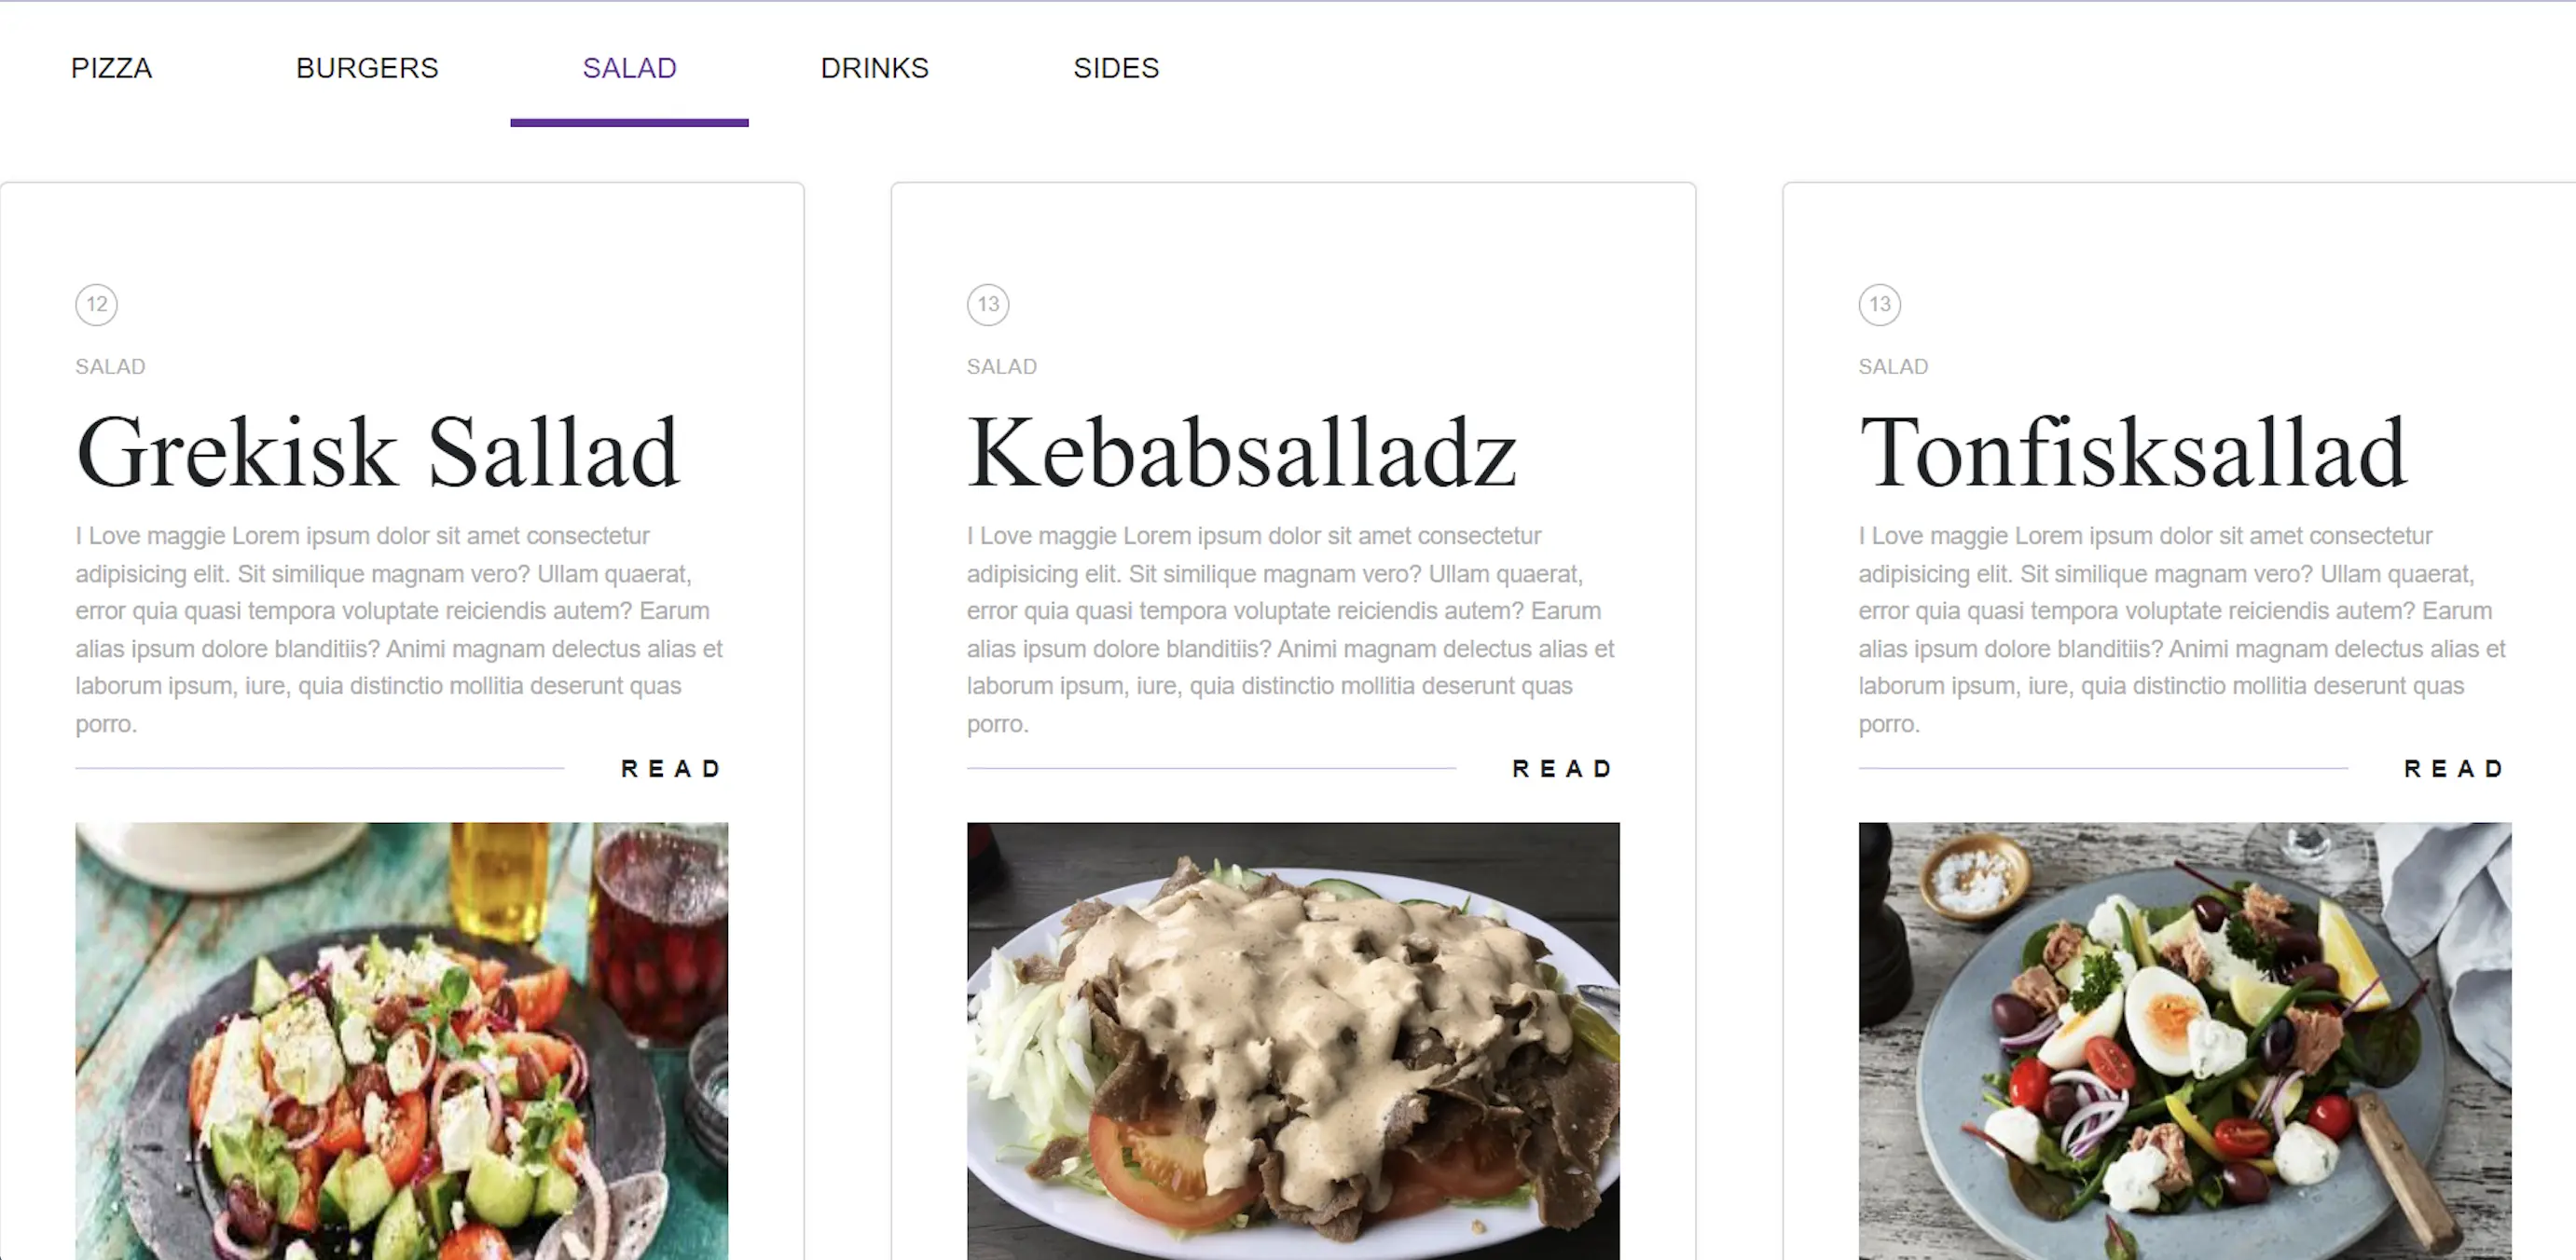 PIZZA BURGERS SALAD DRINKS SIDES
12
SALAD
Grekisk Sallad
I Love maggie Lorem ipsum dolor sit amet consectetur
adipisicing elit. Sit similique magnam vero? Ullam quaerat,
error quia quasi tempora voluptate reiciendis autem? Earum
alias ipsum dolore blanditiis? Animi magnam delectus alias et
laborum ipsum, iure, quia distinctio mollitia deserunt quas
porro.
READ
13
SALAD
Kebabsalladz
I Love maggie Lorem ipsum dolor sit amet consectetur
adipisicing elit. Sit similique magnam vero? Ullam quaerat,
error quia quasi tempora voluptate reiciendis autem? Earum
alias ipsum dolore blanditiis? Animi magnam delectus alias et
laborum ipsum, iure, quia distinctio mollitia deserunt quas
porro.
READ
13
SALAD
Tonfisksallad
I Love maggie Lorem ipsum dolor sit amet consectetur
adipisicing elit. Sit similique magnam vero? Ullam quaerat,
error quia quasi tempora voluptate reiciendis autem? Earum
alias ipsum dolore blanditiis? Animi magnam delectus alias et
laborum ipsum, iure, quia distinctio mollitia deserunt quas
porro.
READ